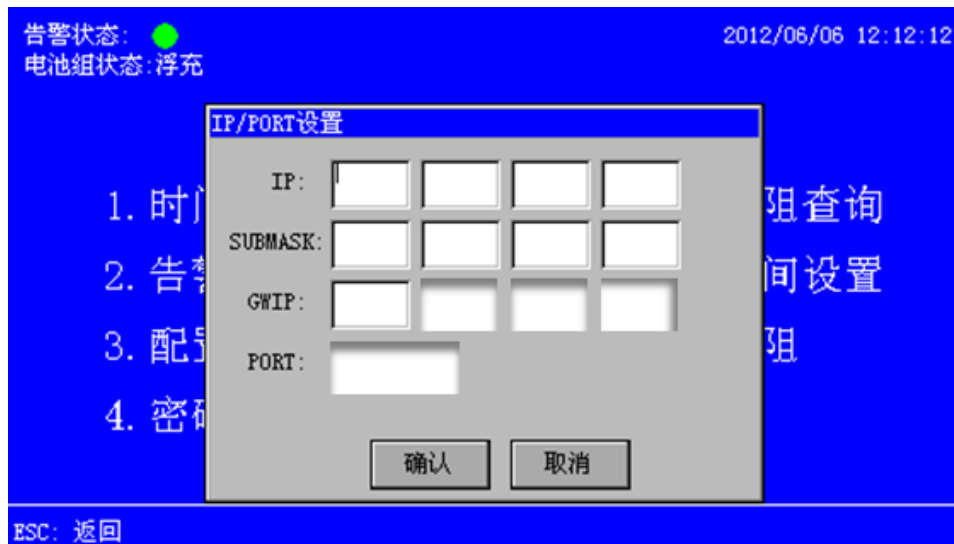 告警状态:
2012/06/06 12:12:12
电池组状态:浮充
IP/PORT设置
IP:
1. 时 阻查询
SUBMASK:
2. 告 间设置
GWIP:
3. 配 阻
PORT:
4. 密
确认 取消
ESC: 返回